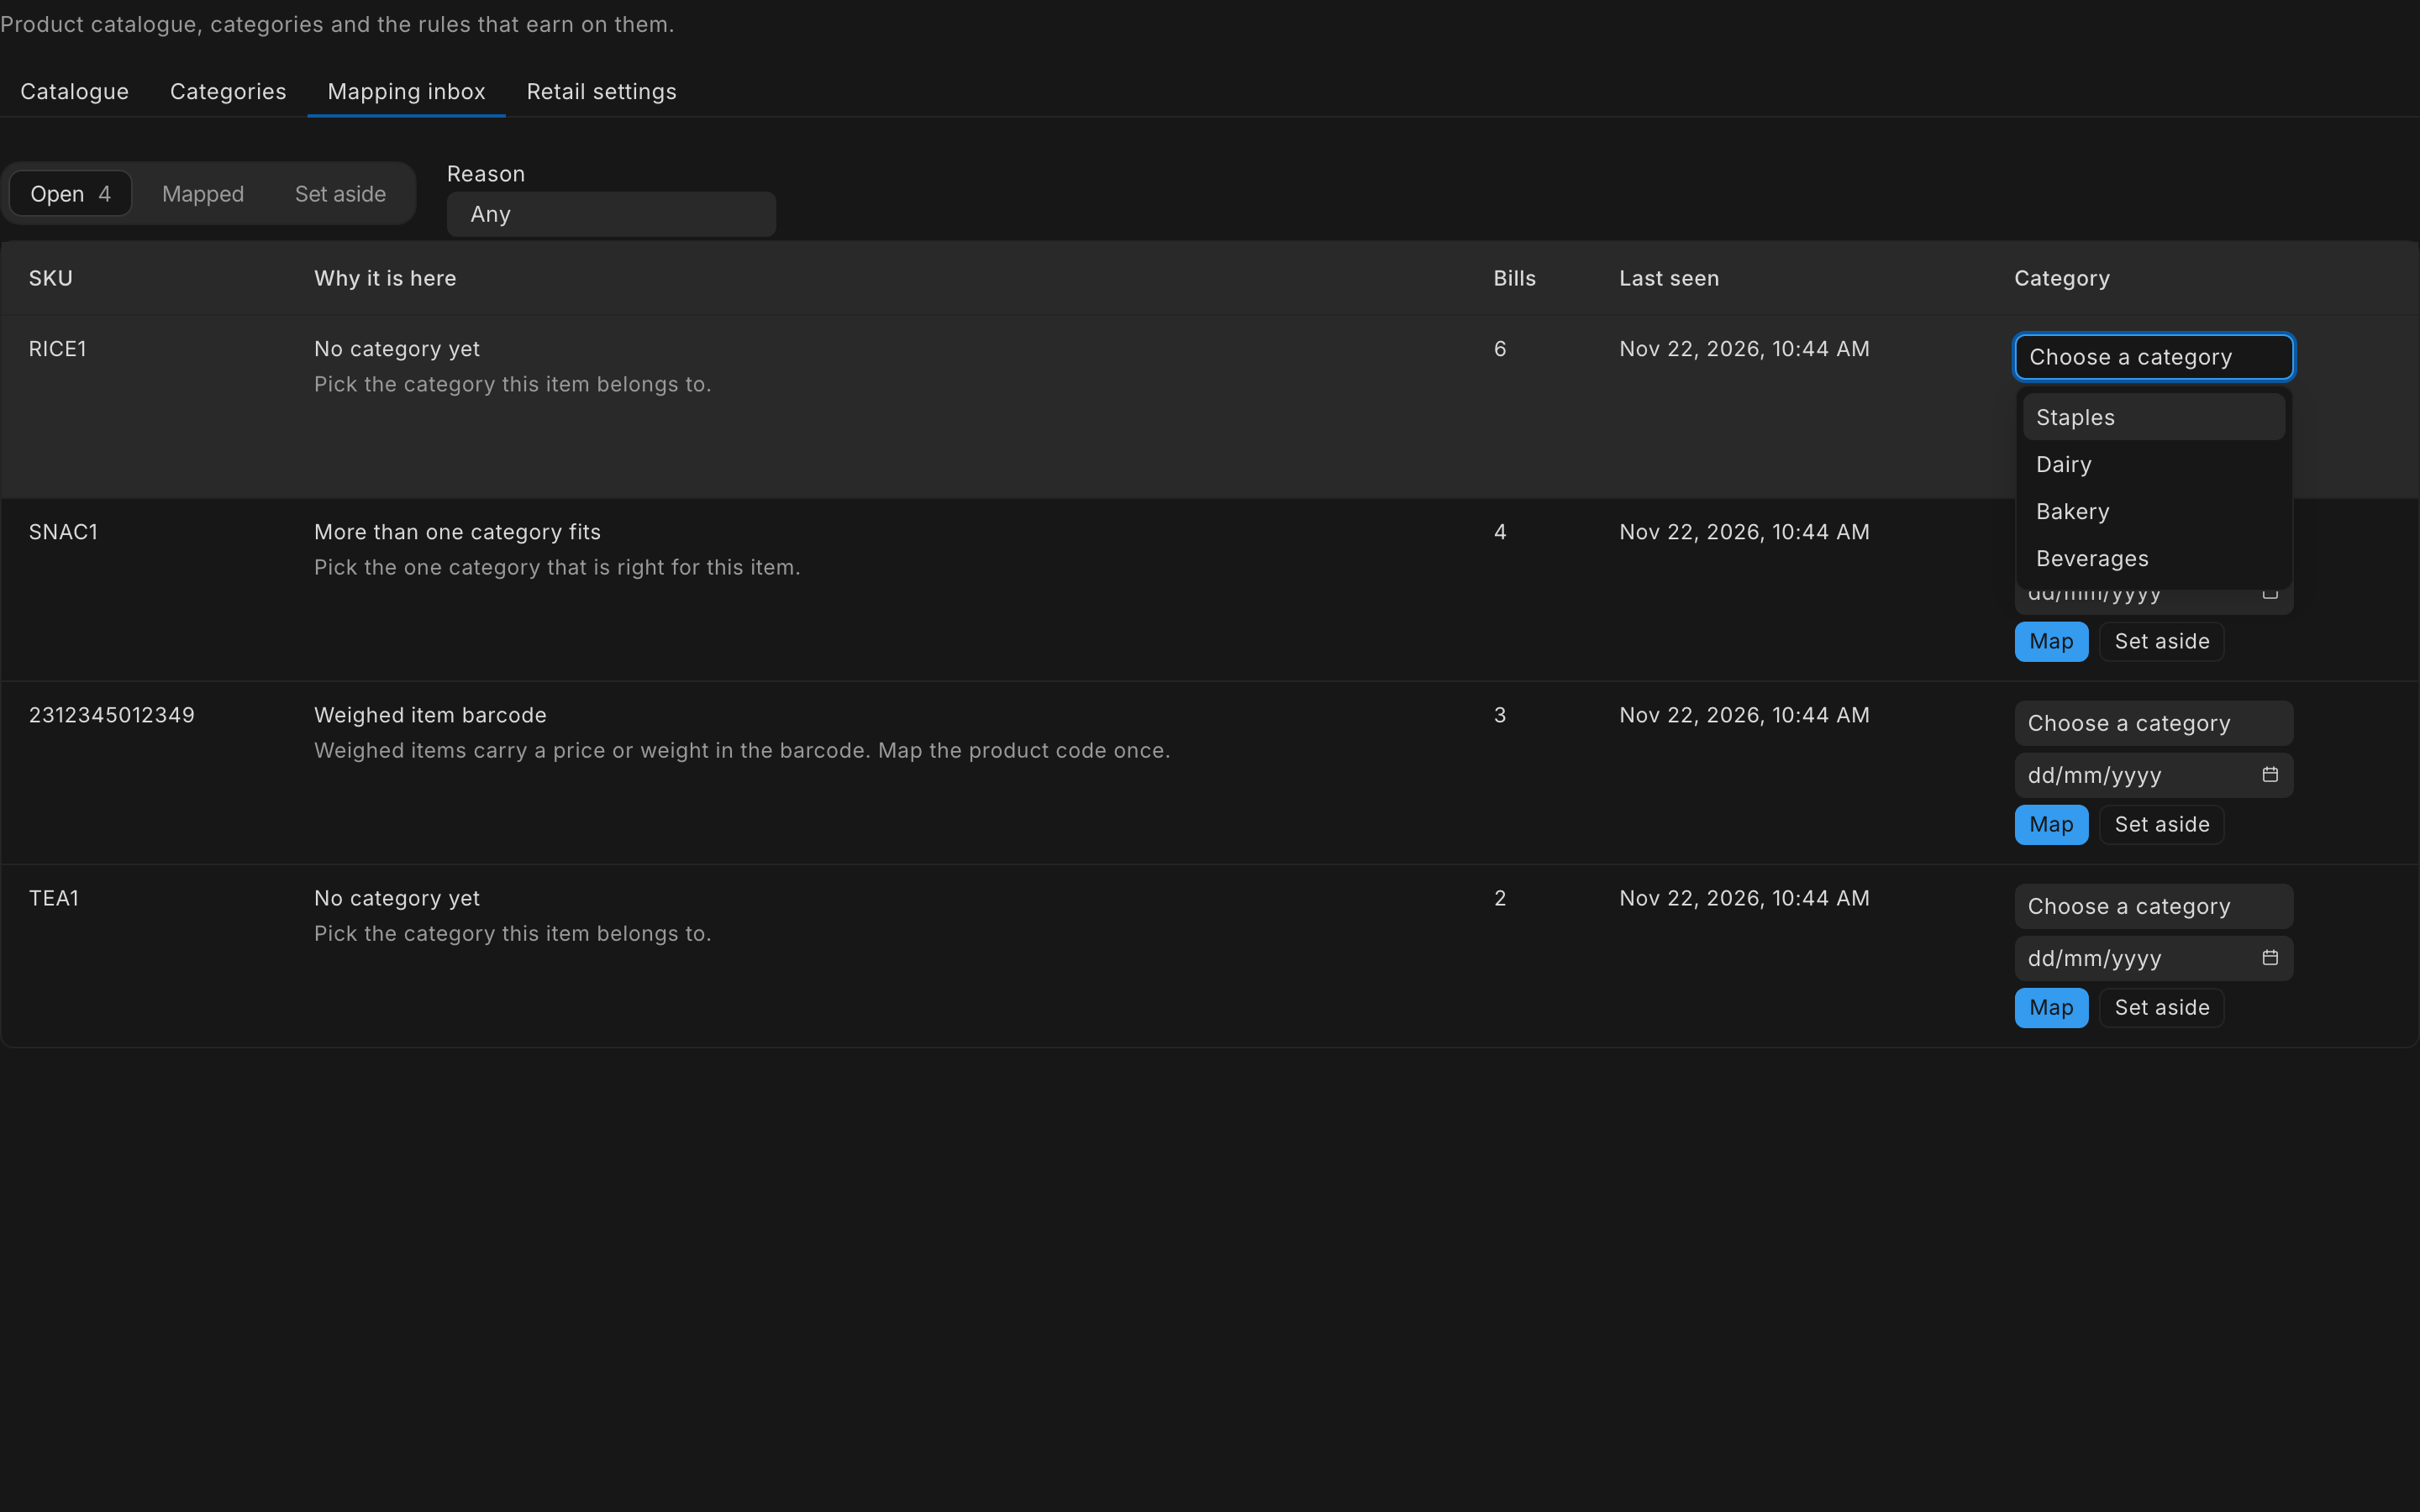 Product catalogue, categories and the rules that earn on them.
Catalogue Categories Mapping inbox Retail settings
Open 4 Mapped Set aside
Reason
Any
SKU Why it is here Bills Last seen Category
RICE1 No category yet 6 Nov 22, 2026, 10:44 AM Choose a category
Pick the category this item belongs to.
Staples
Dairy
Bakery
Beverages
SNAC1 More than one category fits 4 Nov 22, 2026, 10:44 AM
Pick the one category that is right for this item.
dd/mm/yyyy
Map Set aside
2312345012349 Weighed item barcode 3 Nov 22, 2026, 10:44 AM Choose a category
Weighed items carry a price or weight in the barcode. Map the product code once.
dd/mm/yyyy
Map Set aside
TEA1 No category yet 2 Nov 22, 2026, 10:44 AM Choose a category
Pick the category this item belongs to.
dd/mm/yyyy
Map Set aside